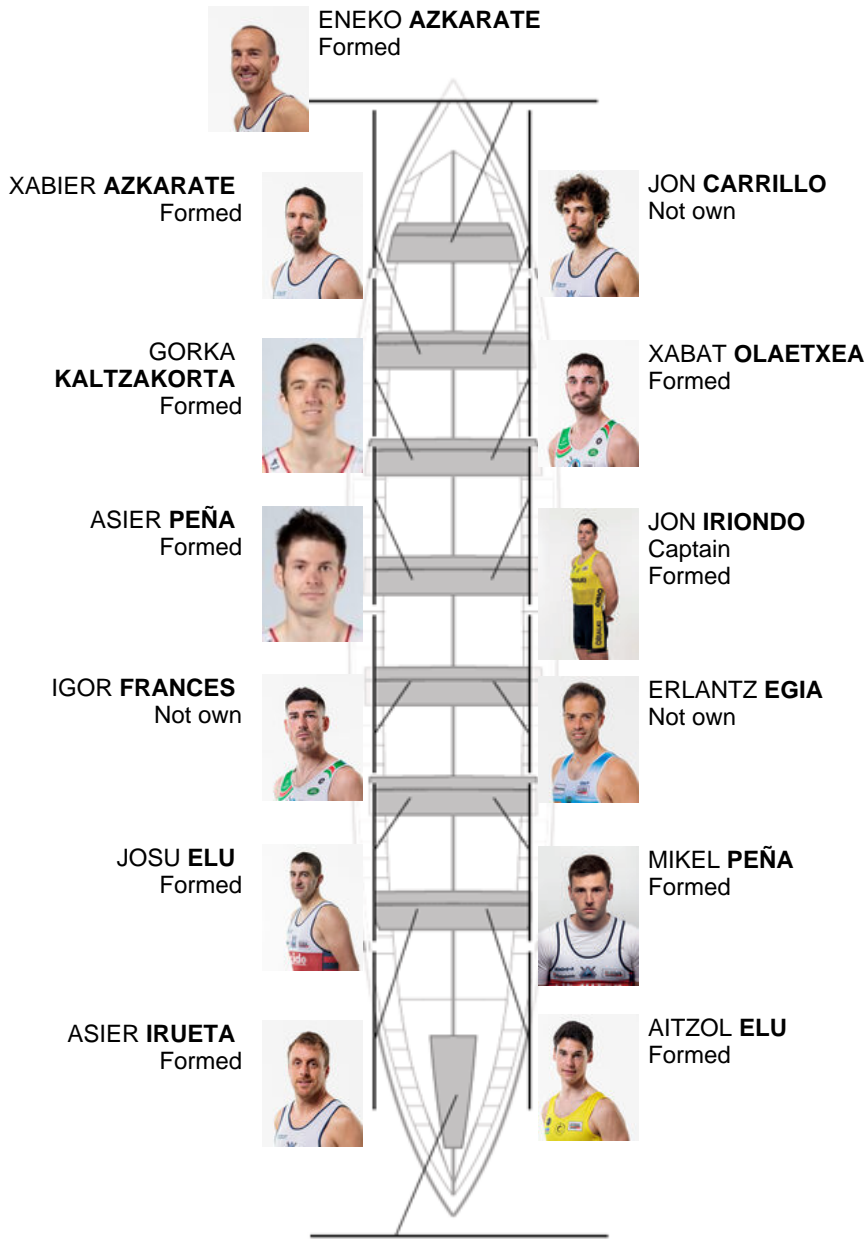 ENEKO AZKARATE
Formed
XABIER AZKARATE
Formed
JON CARRILLO
Not own
GORKA
KALTZAKORTA
Formed
XABAT OLAETXEA
Formed
ASIER PEÑA
Formed
JON IRIONDO
Captain
Formed
IGOR FRANCES
Not own
ERLANTZ EGIA
Not own
JOSU ELU
Formed
MIKEL PEÑA
Formed
ASIER IRUETA
Formed
AITZOL ELU
Formed